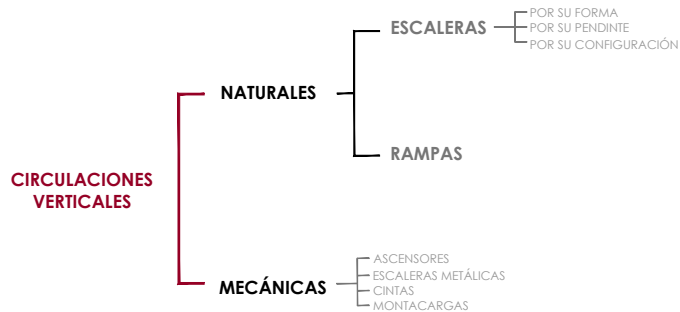 ESCALERAS
POR SU FORMA
POR SU PENDINTE
POR SU CONFIGURACIÓN
NATURALES
RAMPAS
CIRCULACIONES
VERTICALES
MECÁNICAS
ASCENSORES
ESCALERAS METÁLICAS
CINTAS
MONTACARGAS